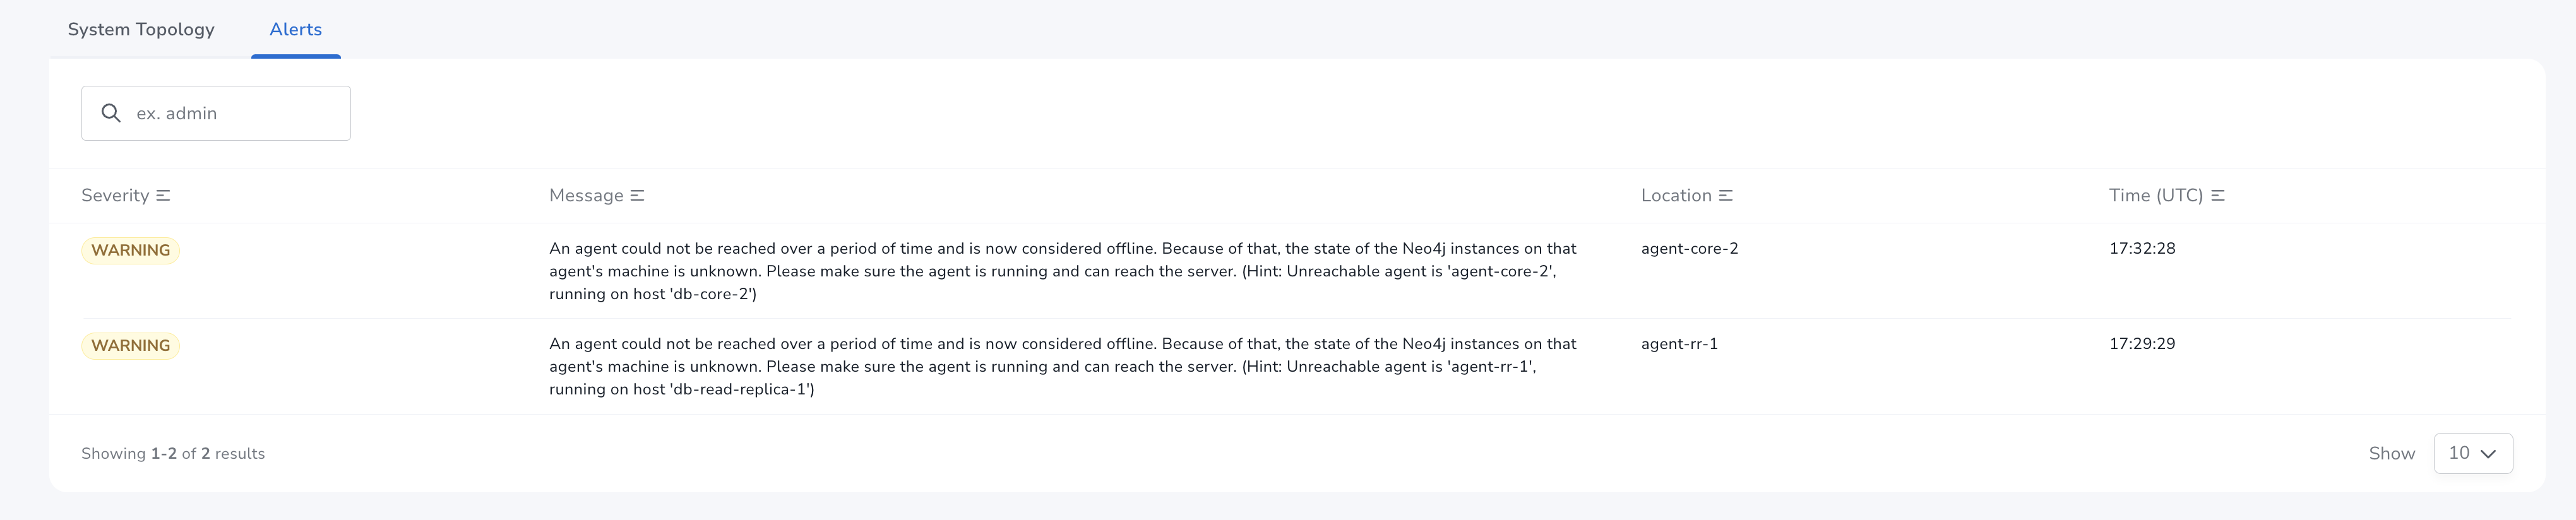 System Topology Alerts
ex. admin
Severity Message Location Time (UTC)
WARNING An agent could not be reached over a period of time and is now considered offline. Because of that, the state of the Neo4j instances on that agent-core-2 17:32:28
agent's machine is unknown. Please make sure the agent is running and can reach the server. (Hint: Unreachable agent is 'agent-core-2',
running on host 'db-core-2')
WARNING An agent could not be reached over a period of time and is now considered offline. Because of that, the state of the Neo4j instances on that agent-rr-1 17:29:29
agent's machine is unknown. Please make sure the agent is running and can reach the server. (Hint: Unreachable agent is 'agent-rr-1',
running on host 'db-read-replica-1')
Showing 1-2 of 2 results Show 10